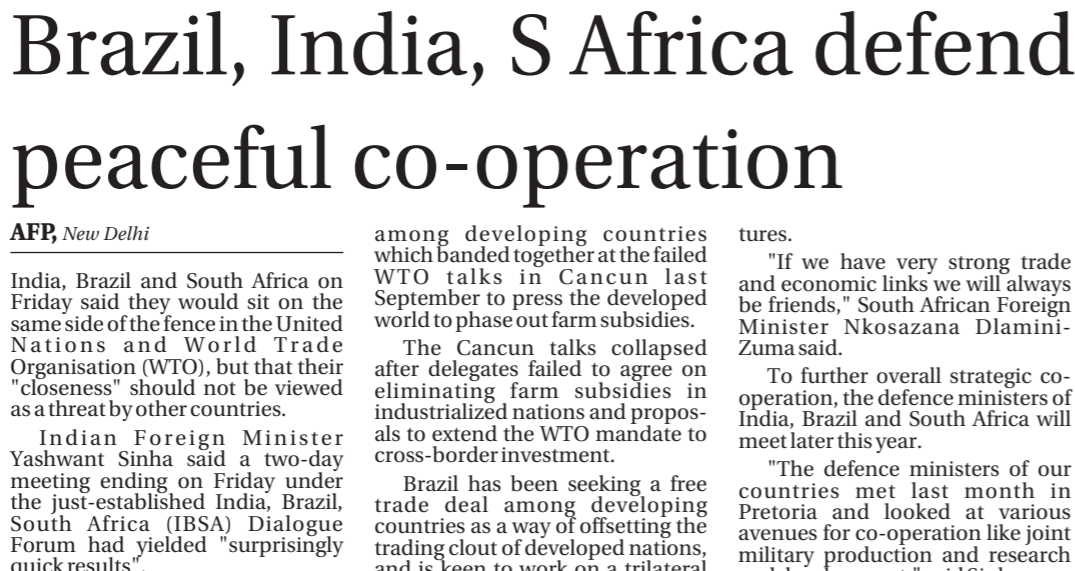 Brazil, India, S Africa defend
peaceful co-operation
AFP, New Delhi
India, Brazil and South Africa on
Friday said they would sit on the
same side of the fence in the United
Nations and World Trade
Organisation (WTO), but that their
"closeness" should not be viewed
as a threat by other countries.
Indian Foreign Minister
Yashwant Sinha said a two-day
meeting ending on Friday under
the just-established India, Brazil,
South Africa (IBSA) Dialogue
Forum had yielded "surprisingly
quick results".
among developing countries
which banded together at the failed
WTO talks in Cancun last
September to press the developed
world to phase out farm subsidies.
The Cancun talks collapsed
after delegates failed to agree on
eliminating farm subsidies in
industrialized nations and propos-
als to extend the WTO mandate to
cross-border investment.
Brazil has been seeking a free
trade deal among developing
countries as a way of offsetting the
trading clout of developed nations,
and is keen to work on a trilateral
tures.
"If we have very strong trade
and economic links we will always
be friends," South African Foreign
Minister Nkosazana Dlamini-
Zuma said.
To further overall strategic co-
operation, the defence ministers of
India, Brazil and South Africa will
meet later this year.
"The defence ministers of our
countries met last month in
Pretoria and looked at various
avenues for co-operation like joint
military production and research